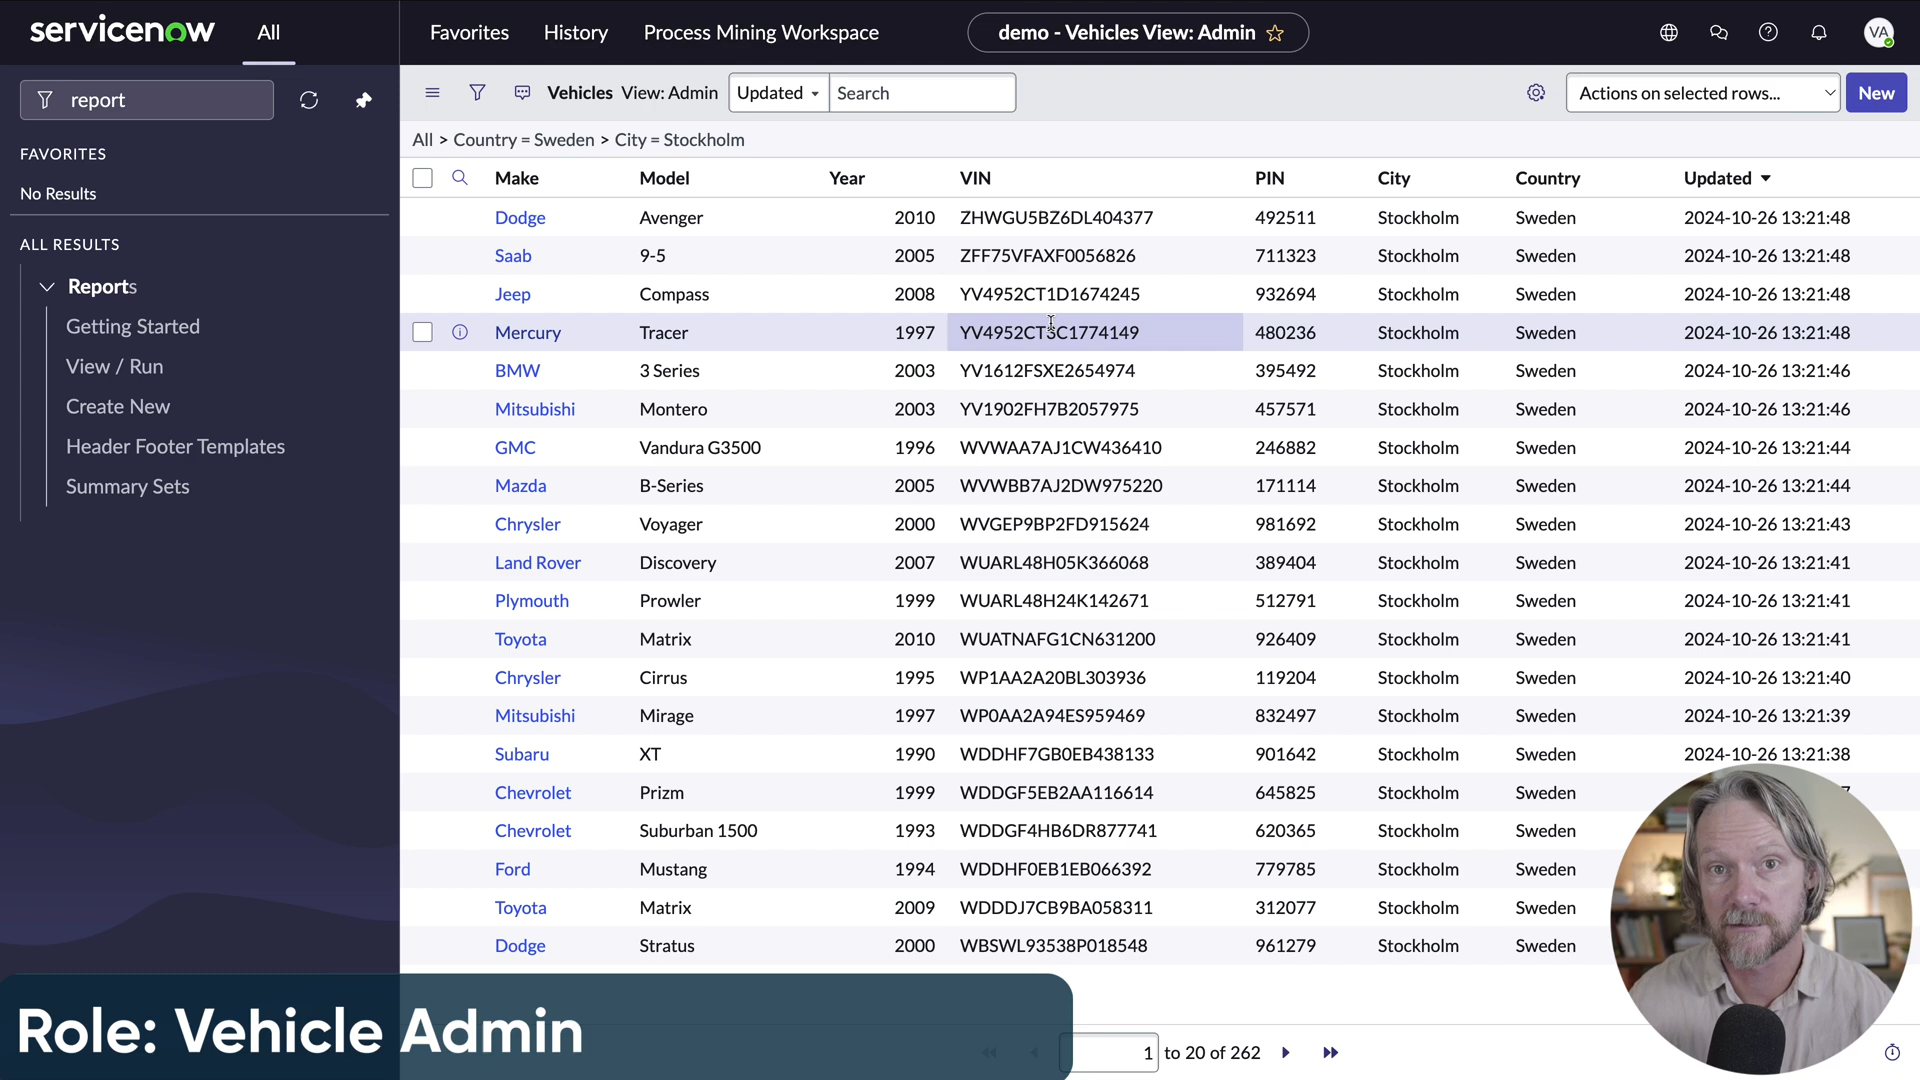 servicenow All Favorites History Process Mining Workspace demo - Vehicles View: Admin VA
report
Vehicles View: Admin Updated Search Actions on selected rows... New
FAVORITES
No Results
ALL RESULTS
Reports
Getting Started
View / Run
Create New
Header Footer Templates
Summary Sets
All > Country = Sweden > City = Stockholm
Make Model Year VIN PIN City Country Updated
Dodge Avenger 2010 ZHWGU5BZ6DL404377 492511 Stockholm Sweden 2024-10-26 13:21:48
Saab 9-5 2005 ZFF75VFAXF0056826 711323 Stockholm Sweden 2024-10-26 13:21:48
Jeep Compass 2008 YV4952CT1D1674245 932694 Stockholm Sweden 2024-10-26 13:21:48
Mercury Tracer 1997 YV4952CT3C1774149 480236 Stockholm Sweden 2024-10-26 13:21:48
BMW 3 Series 2003 YV1612FSXE2654974 395492 Stockholm Sweden 2024-10-26 13:21:46
Mitsubishi Montero 2003 YV1902FH7B2057975 457571 Stockholm Sweden 2024-10-26 13:21:46
GMC Vandura G3500 1996 WVWAA7AJ1CW436410 246882 Stockholm Sweden 2024-10-26 13:21:44
Mazda B-Series 2005 WVWBB7AJ2DW975220 171114 Stockholm Sweden 2024-10-26 13:21:44
Chrysler Voyager 2000 WVGEP9BP2FD915624 981692 Stockholm Sweden 2024-10-26 13:21:43
Land Rover Discovery 2007 WUARL48H05K366068 389404 Stockholm Sweden 2024-10-26 13:21:41
Plymouth Prowler 1999 WUARL48H24K142671 512791 Stockholm Sweden 2024-10-26 13:21:41
Toyota Matrix 2010 WUATNAFG1CN631200 926409 Stockholm Sweden 2024-10-26 13:21:41
Chrysler Cirrus 1995 WP1AA2A20BL303936 119204 Stockholm Sweden 2024-10-26 13:21:40
Mitsubishi Mirage 1997 WP0AA2A94ES959469 832497 Stockholm Sweden 2024-10-26 13:21:39
Subaru XT 1990 WDDHF7GB0EB438133 901642 Stockholm Sweden 2024-10-26 13:21:38
Chevrolet Prizm 1999 WDDGF5EB2AA116614 645825 Stockholm Sweden
Chevrolet Suburban 1500 1993 WDDGF4HB6DR877741 620365 Stockholm Sweden
Ford Mustang 1994 WDDHF0EB1EB066392 779785 Stockholm Sweden
Toyota Matrix 2009 WDDDJ7CB9BA058311 312077 Stockholm Sweden
Dodge Stratus 2000 WBSWL93538P018548 961279 Stockholm Sweden
Role: Vehicle Admin
1 to 20 of 262